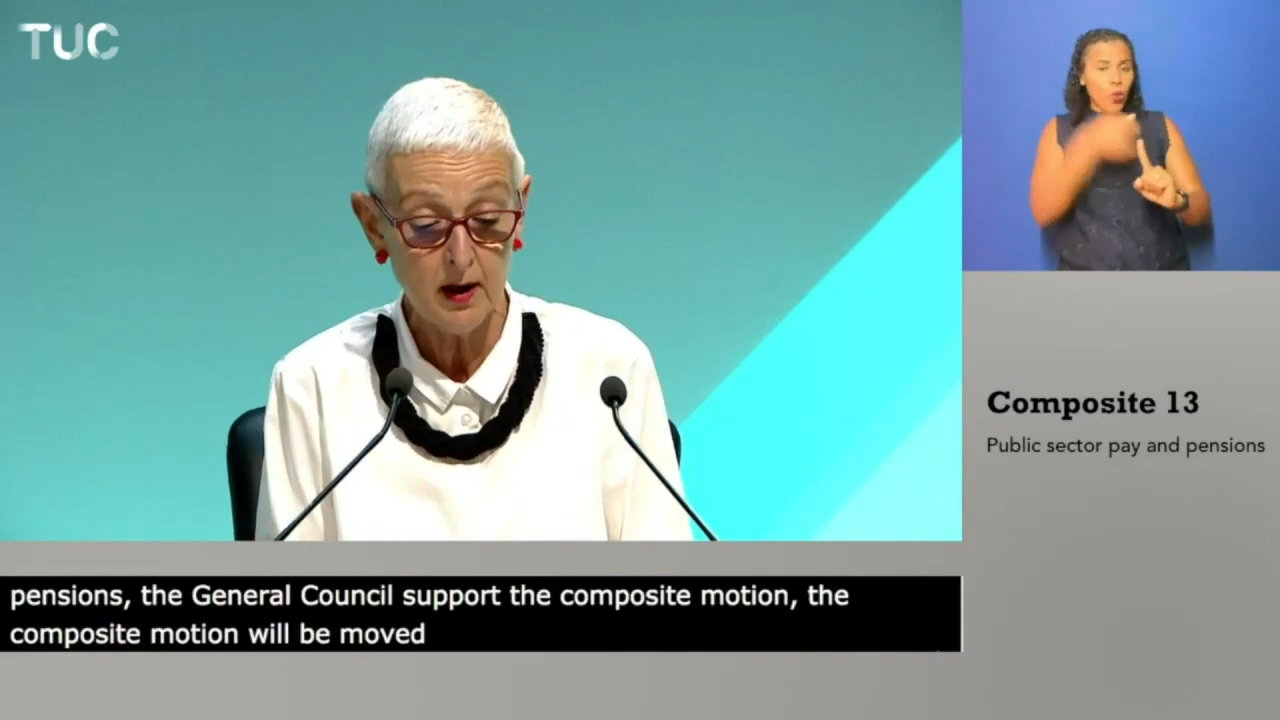 TUC
Composite 13
Public sector pay and pensions
pensions, the General Council support the composite motion, the
composite motion will be moved